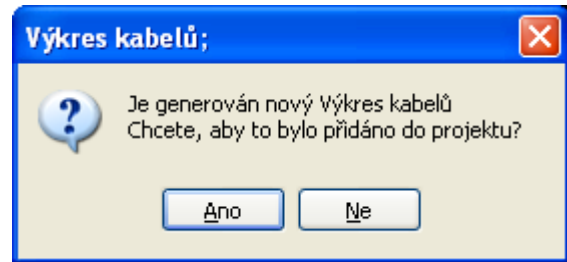 Výkres kabelů;
Je generován nový Výkres kabelů
Chcete, aby to bylo přidáno do projektu?
Ano
Ne